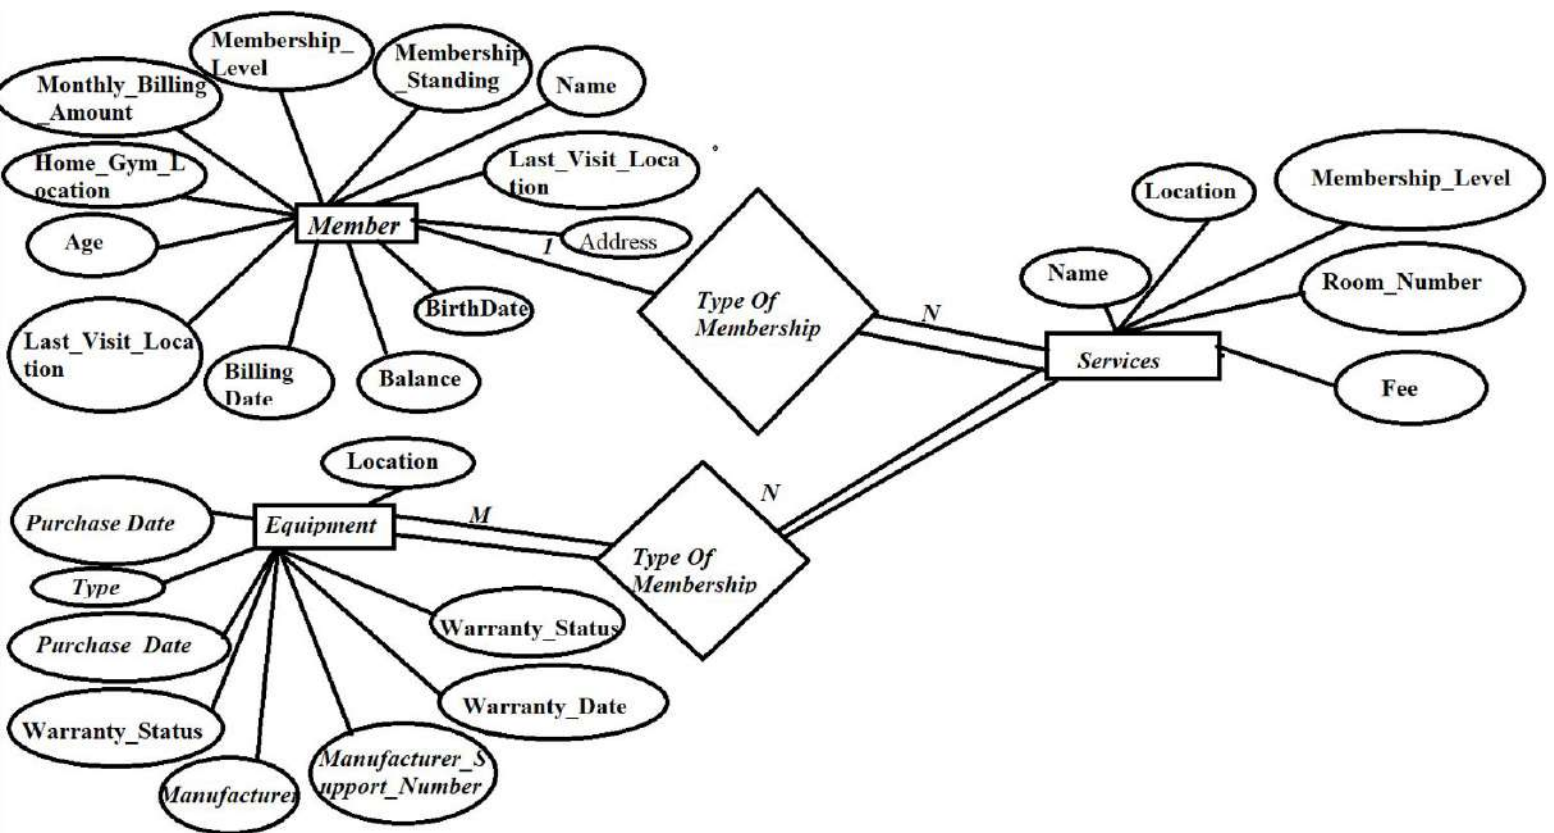 Membership_
Level
Membership
_Standing
Monthly_Billing
_Amount
Name
Home_Gym_L
ocation
Last_Visit_Loca
tion
Member
Age
Address
1
BirthDate
Last_Visit_Loca
tion
Billing
Date
Balance
Type Of
Membership
N
Location
Membership_Level
Name
Room_Number
Services
Fee
Location
Purchase Date
Equipment
M
N
Type Of
Membership
Type
Purchase Date
Warranty_Status
Warranty_Status
Warranty_Date
Manufacturer
Manufacturer_S
upport_Number